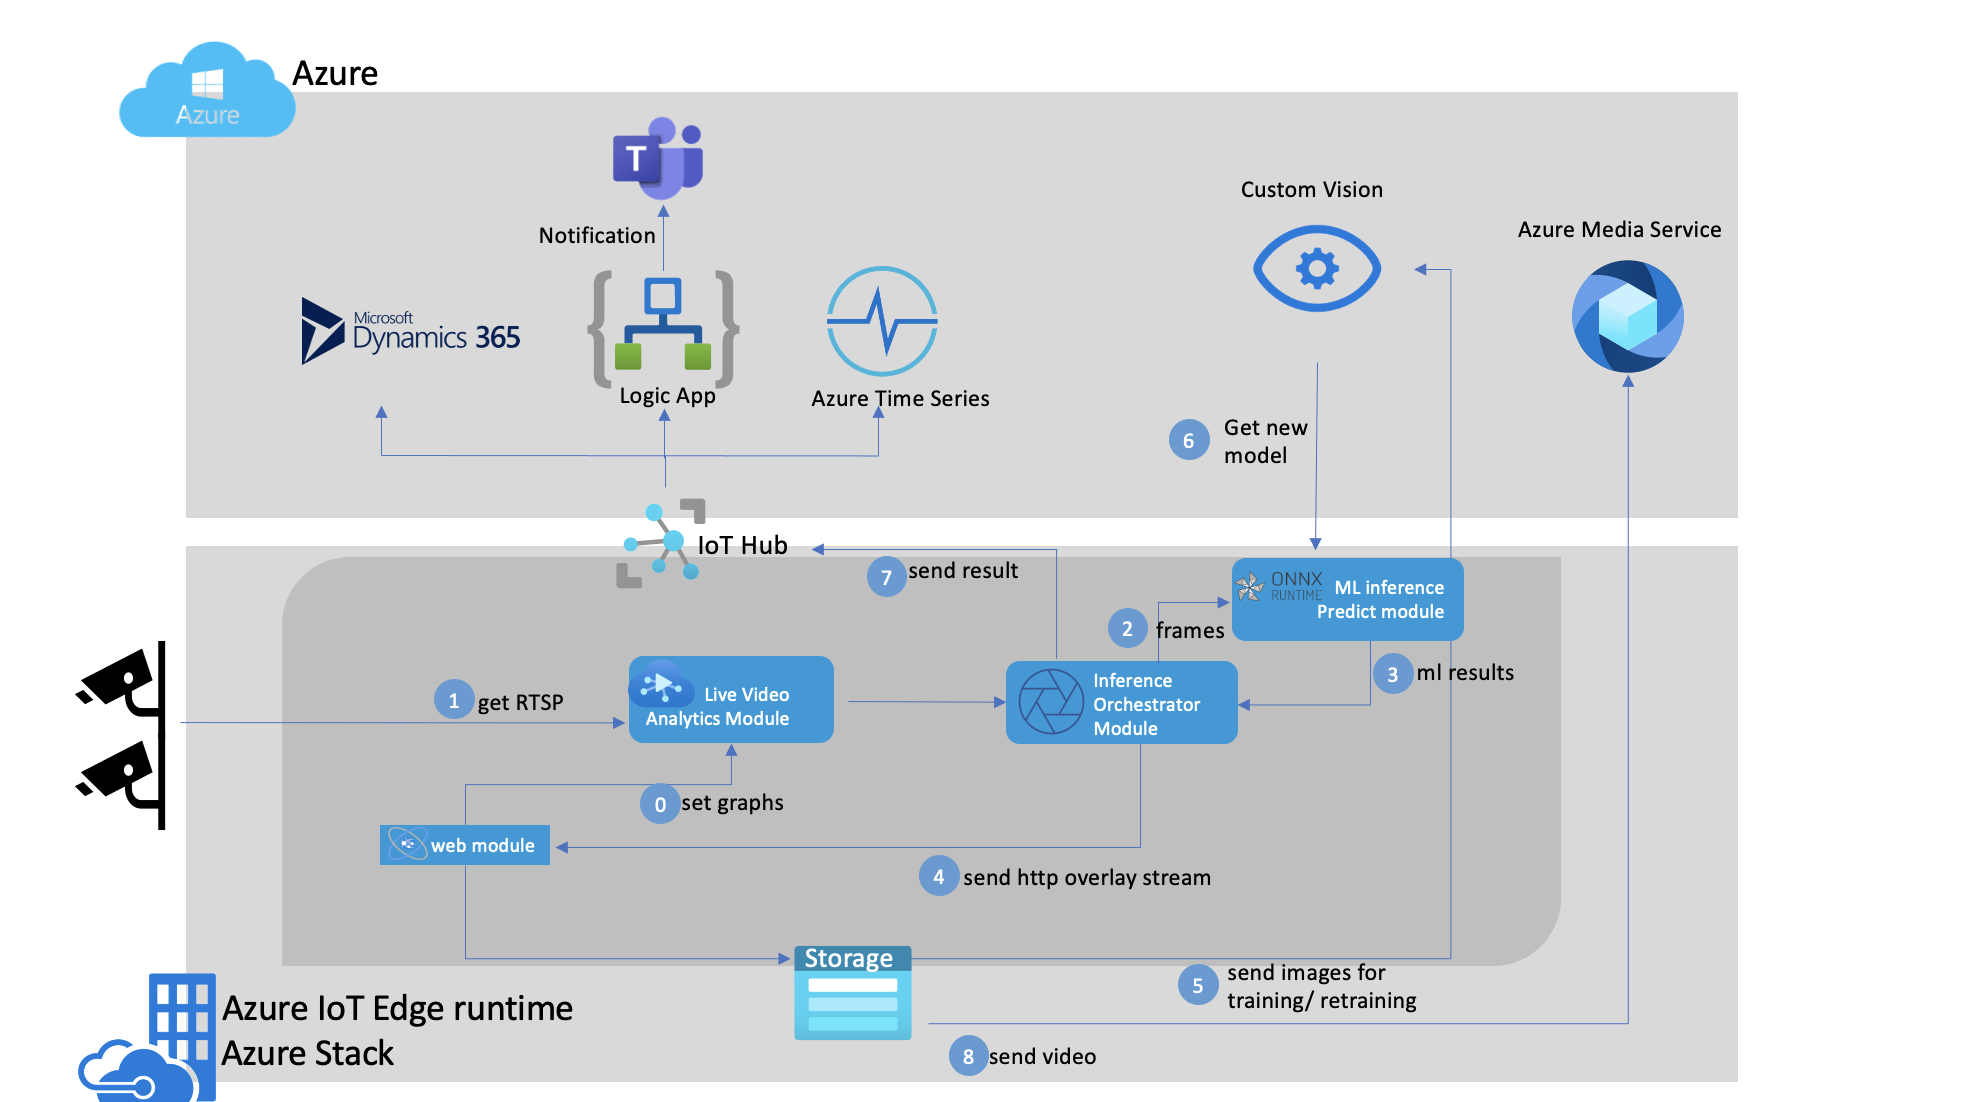 Azure
Azure
T
Notification
Custom Vision
Azure Media Service
Microsoft
Dynamics 365
Logic App
Azure Time Series
6
Get new
model
IoT Hub
7
send result
ONNX
RUNTIME
ML inference
Predict module
2
frames
3
ml results
1
get RTSP
Live Video
Analytics Module
Inference
Orchestrator
Module
0
set graphs
web module
4
send http overlay stream
Storage
5
send images for
training/ retraining
Azure IoT Edge runtime
Azure Stack
8
send video